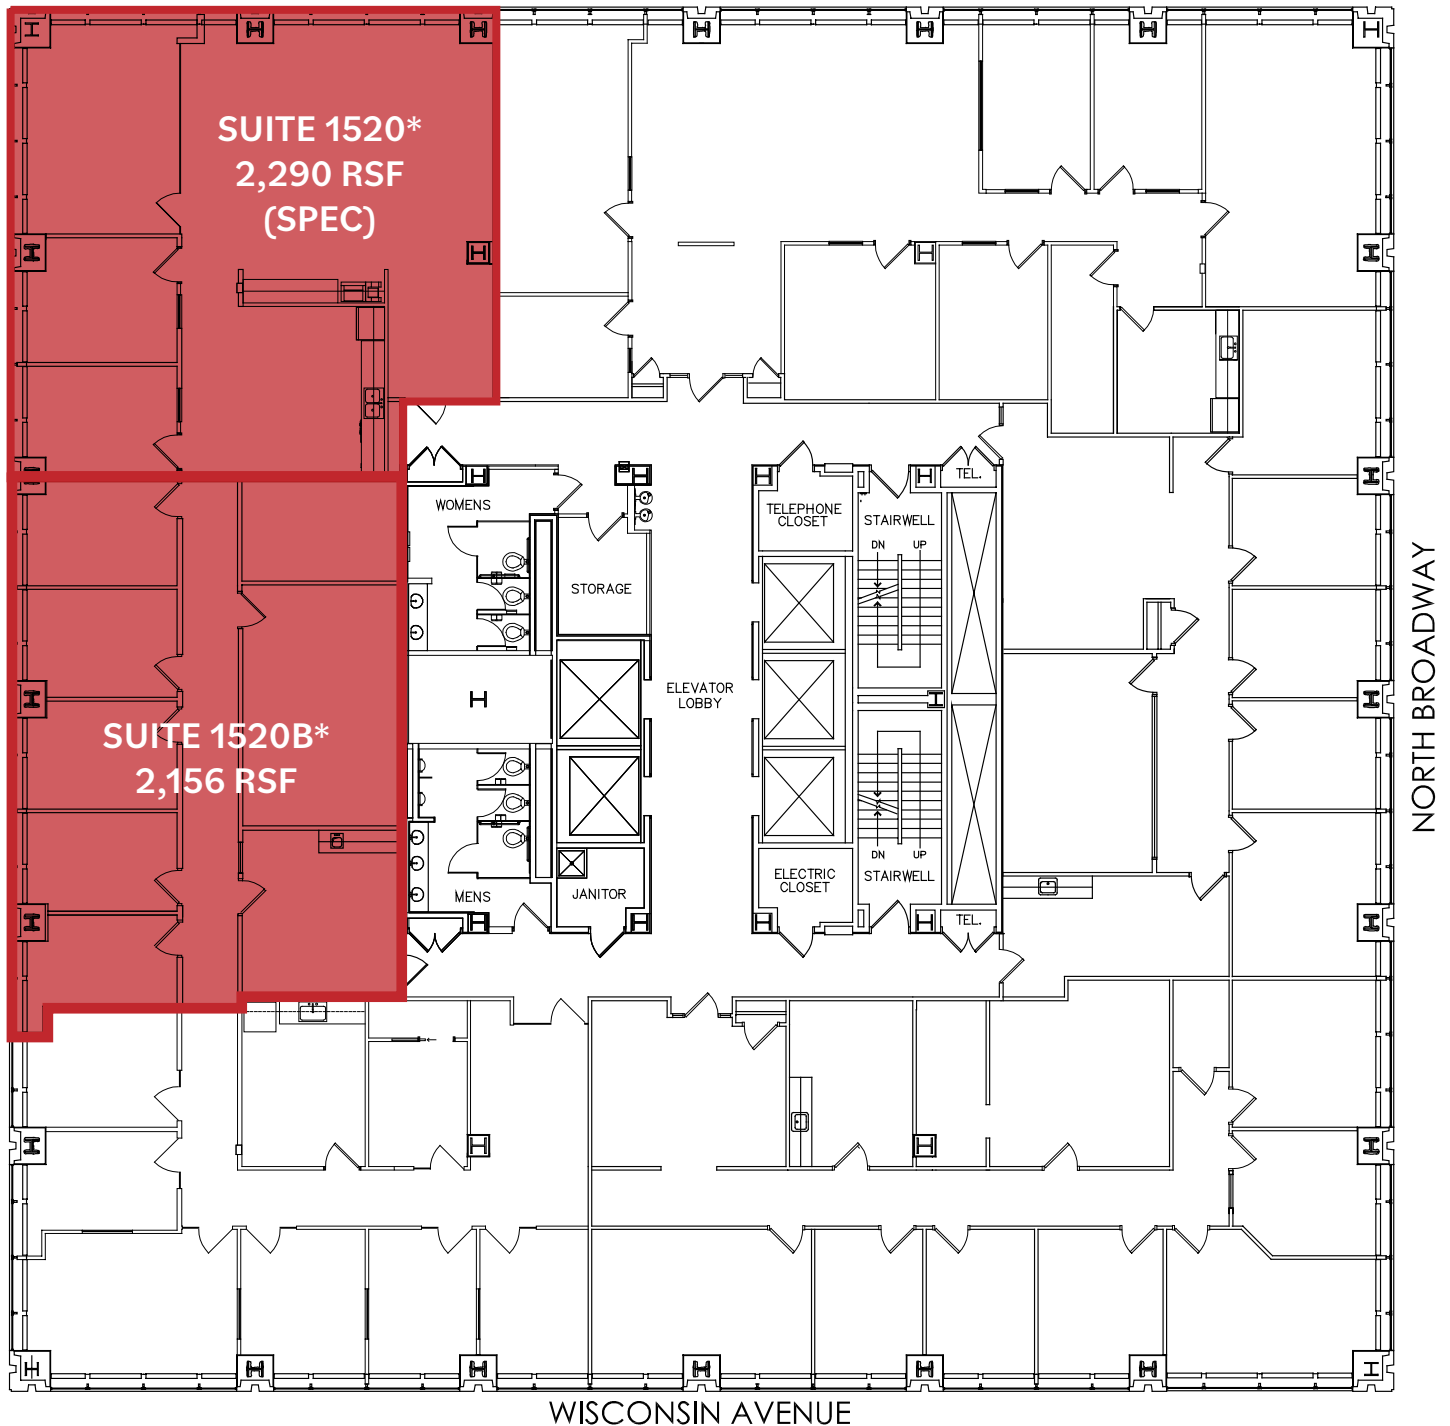 SUITE 1520*
2,290 RSF
(SPEC)
TEL.
WOMENS
TELEPHONE
CLOSET
STAIRWELL
DN UP
STORAGE
ELEVATOR
LOBBY
NORTH BROADWAY
SUITE 1520B*
2,156 RSF
DN UP
ELECTRIC
CLOSET
STAIRWELL
MENS
JANITOR
TEL.
WISCONSIN AVENUE